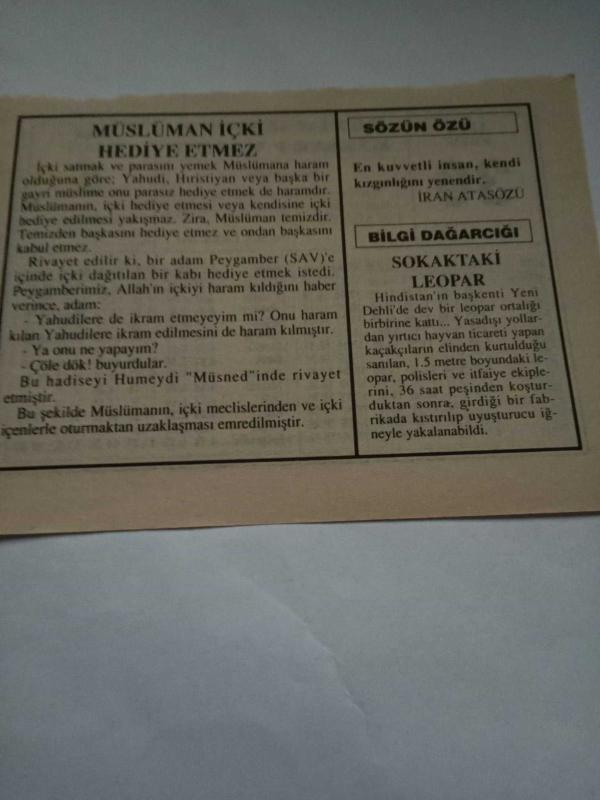 MÜSLÜMAN İÇKİ
HEDİYE ETMEZ
İçki satmak ve parasını yemek Müslümana haram
olduğuna göre; Yahudi, Hıristiyan veya başka bir
gayri müslime onu parasız hediye etmek de haramdır.
Müslümanın, içki hediye etmesi veya kendisine içki
hediye edilmesi yakışmaz. Zira, Müslüman temizdir.
Temizden başkasını hediye etmez ve ondan başkasını
kabul etmez.
Rivayet edilir ki, bir adam Peygamber (SAV)'e
içinde içki dağıtılan bir kabı hediye etmek istedi.
Peygamberimiz, Allah'ın içkiyi haram kıldığını haber
verince, adam:
- Yahudilere de ikram etmeyeyim mi? Onu haram
kılan Yahudilere ikram edilmesini de haram kılmıştır.
- Ya onu ne yapayım?
- Çöle dök! buyurdular.
Bu hadiseyi Humeydi "Müsned"inde rivayet
etmiştir.
Bu şekilde Müslümanın, içki meclislerinden ve içki
içenlerle oturmaktan uzaklaşması emredilmiştir.
SÖZÜN ÖZÜ
En kuvvetli insan, kendi
kızgınlığını yenendir.
İRAN ATASÖZÜ
BİLGİ DAĞARCIĞI
SOKAKTAKİ
LEOPAR
Hindistan'ın başkenti Yeni
Dehli'de dev bir leopar ortalığı
birbirine kattı... Yasadışı yollar-
dan yırtıcı hayvan ticareti yapan
kaçakçıların elinden kurtulduğu
sanılan, 1.5 metre boyundaki le-
opar, polisleri ve itfaiye ekiple-
rini, 36 saat peşinden koştur-
duktan sonra, girdiği bir fab-
rikada kıstırılıp uyuşturucu iğ-
neyle yakalanabildi.